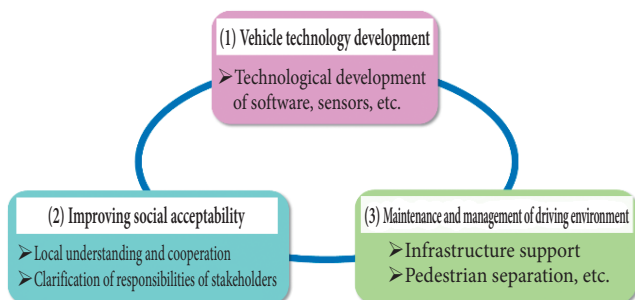 (1) Vehicle technology development
➢Technological development
of software, sensors, etc.
(2) Improving social acceptability
➢Local understanding and cooperation
➢Clarification of responsibilities of stakeholders
(3) Maintenance and management of driving environment
➢Infrastructure support
➢Pedestrian separation, etc.